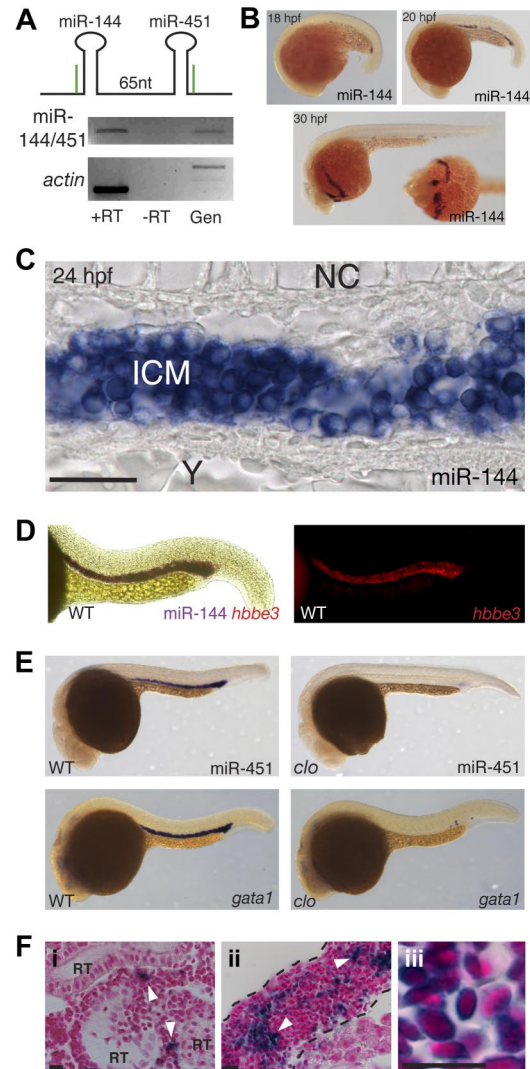 A
miR-144 miR-451
65nt
miR-
144/451
actin
+RT -RT Gen
B
18 hpf
miR-144
20 hpf
miR-144
30 hpf
miR-144
C
24 hpf
NC
ICM
Y
miR-144
D
WT
miR-144 hbbe3
WT
hbbe3
E
WT
miR-451
clo
miR-451
WT
gata1
clo
gata1
F
i
RT
RT
RT
ii
iii